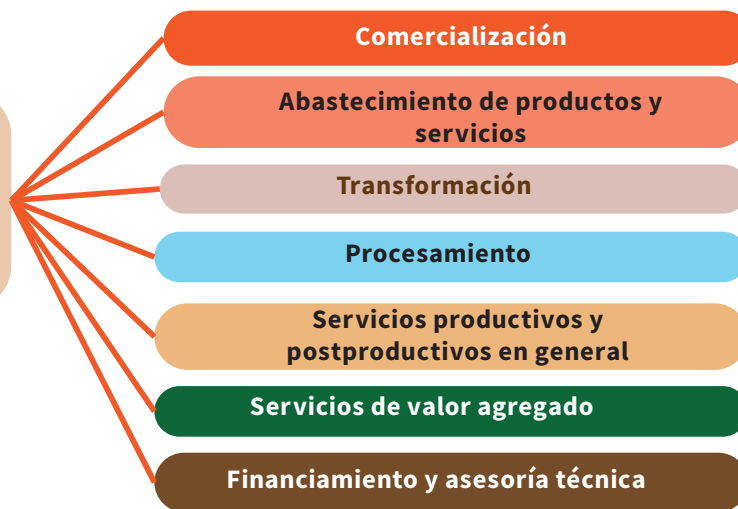 Comercialización
Abastecimiento de productos y
servicios
Transformación
Procesamiento
Servicios productivos y
postproductivos en general
Servicios de valor agregado
Financiamiento y asesoría técnica